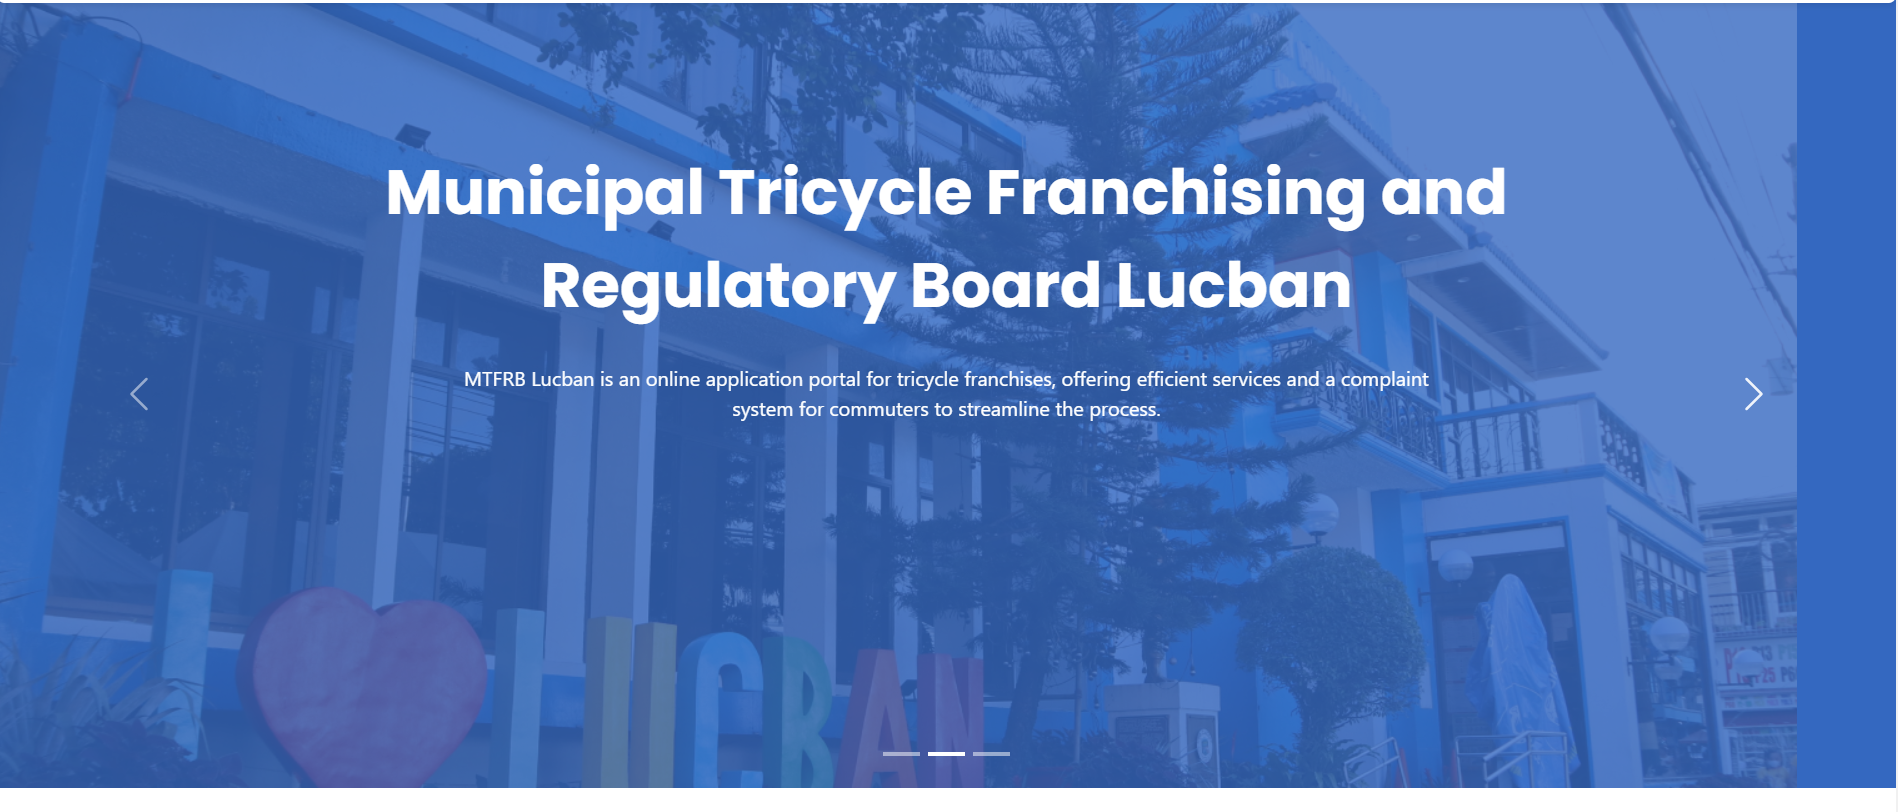 Municipal Tricycle Franchising and
Regulatory Board Lucban
MTFRB Lucban is an online application portal for tricycle franchises, offering efficient services and a complaint
system for commuters to streamline the process.
I LUCBAN